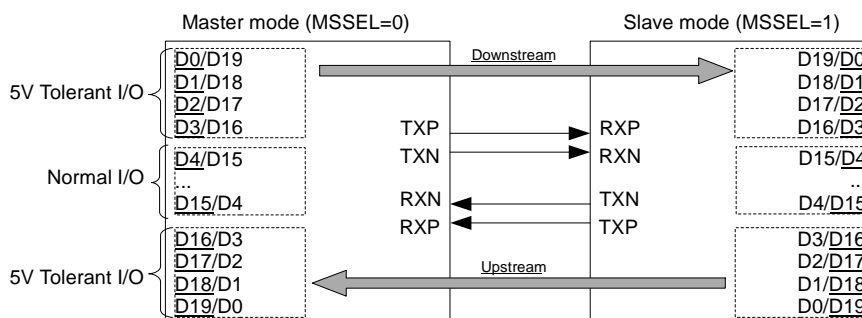 Master mode (MSSEL=0)
Slave mode (MSSEL=1)
5V Tolerant I/O
D0/D19
D1/D18
D2/D17
D3/D16
Normal I/O
D4/D15
...
D15/D4
5V Tolerant I/O
D16/D3
D17/D2
D18/D1
D19/D0
Downstream
TXP
TXN
RXN
RXP
RXP
RXN
TXN
TXP
Upstream
D19/D0
D18/D1
D17/D2
D16/D3
D15/D4
...
D4/D15
D3/D16
D2/D17
D1/D18
D0/D19